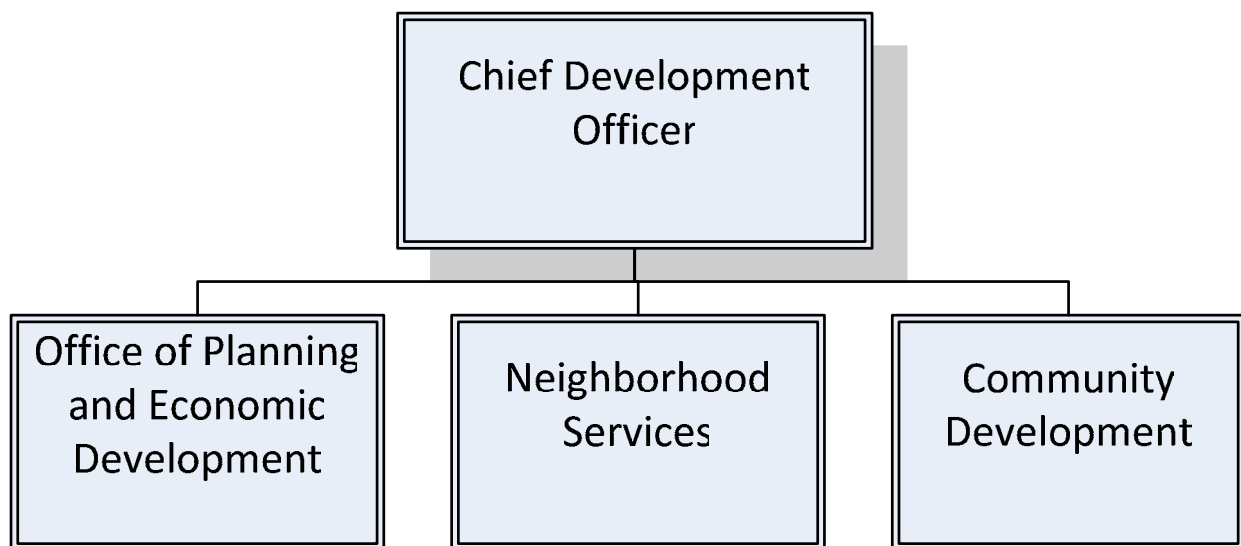 Chief Development
Officer
Office of Planning
and Economic
Development
Neighborhood
Services
Community
Development